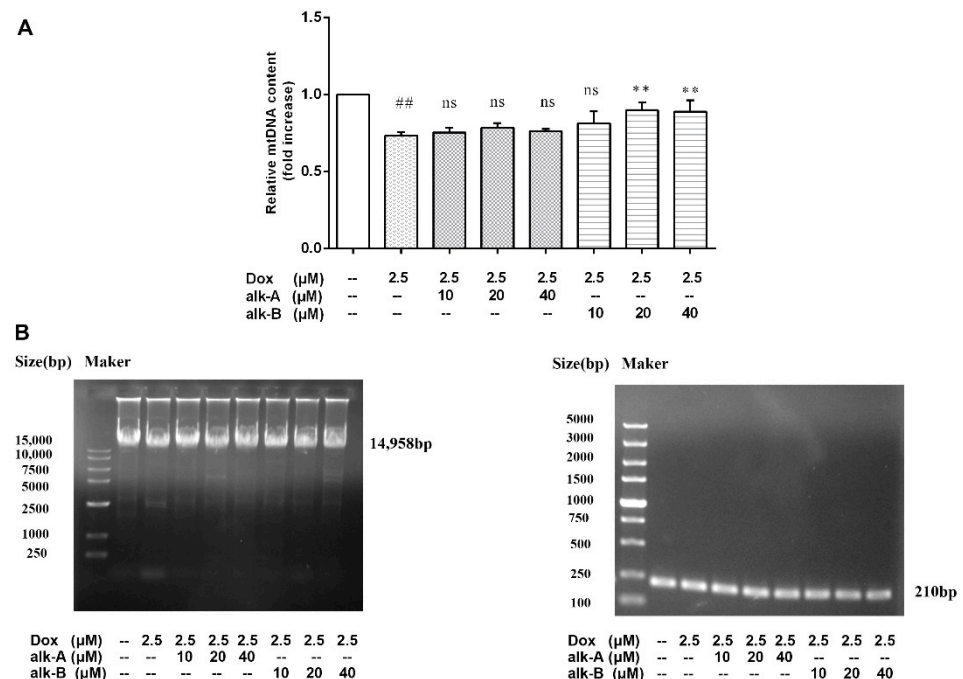 A
1.5
1.0
0.5
0.0
Relative mtDNA content
(fold increase)
## ns ns ns ns ** **
Dox (μM) -- 2.5 2.5 2.5 2.5 2.5 2.5 2.5
alk-A (μM) -- -- 10 20 40 -- -- --
alk-B (μM) -- -- -- -- -- 10 20 40
B
Size(bp) Maker
15,000
10,000
7500
5000
2500
1000
250
14,958bp
Dox (μM) -- 2.5 2.5 2.5 2.5 2.5 2.5 2.5
alk-A (μM) -- -- 10 20 40 -- -- --
alk-B (μM) -- -- -- -- -- 10 20 40
Size(bp) Maker
5000
3000
2000
1500
1000
750
500
250
100
210bp
Dox (μM) -- 2.5 2.5 2.5 2.5 2.5 2.5 2.5
alk-A (μM) -- -- 10 20 40 -- -- --
alk-B (μM) -- -- -- -- -- 10 20 40